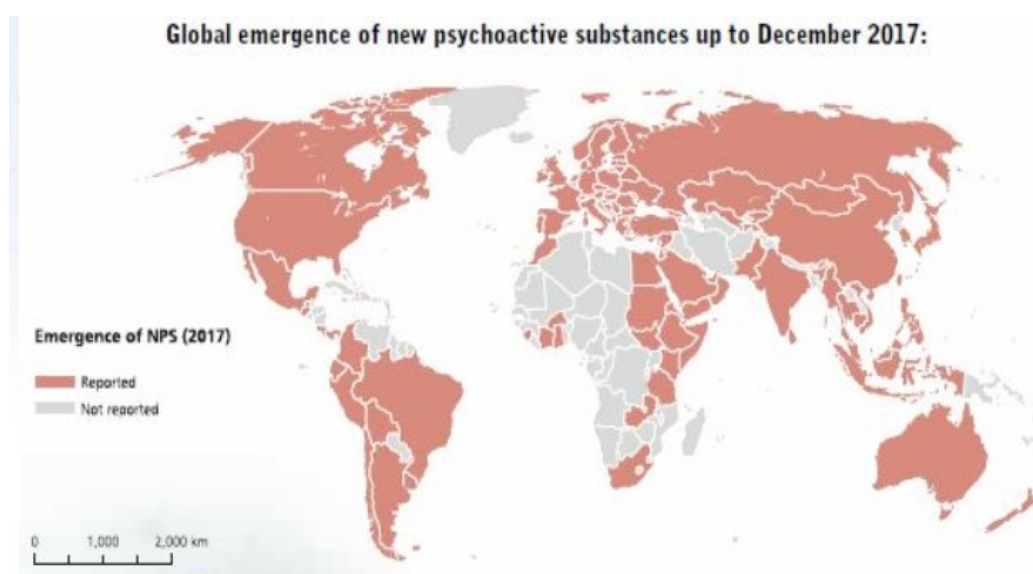 Global emergence of new psychoactive substances up to December 2017:
Emergence of NPS (2017)
Reported
Not reported
0 1,000 2,000 km